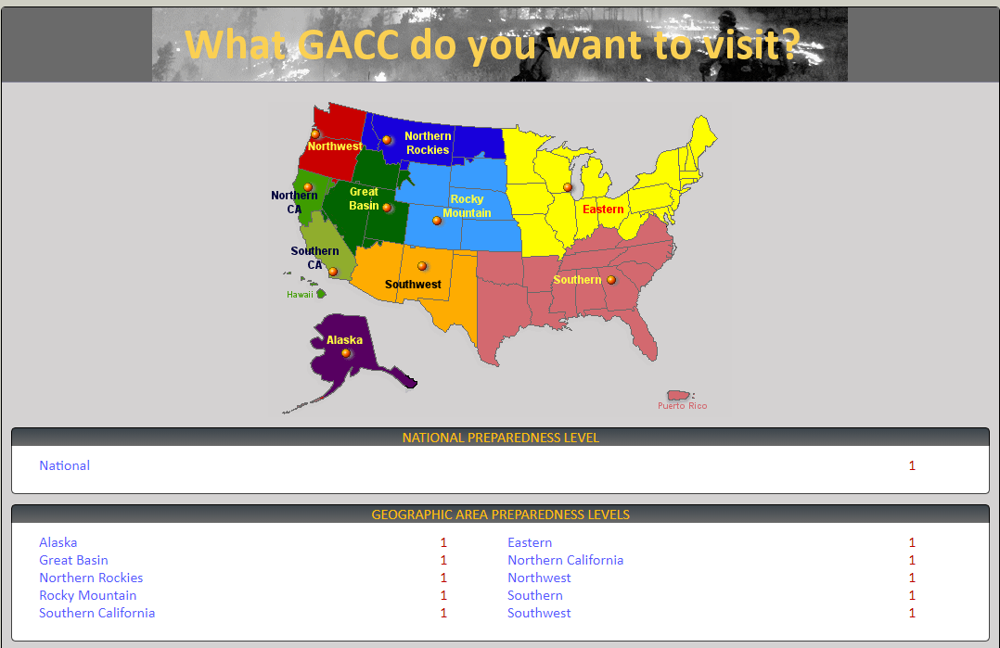 What GACC do you want to visit?
Northern
Rockies
Northwest
Great
Basin
Northern
CA
Rocky
Mountain
Eastern
Southern
CA
Southwest
Southern
Hawaii
Alaska
Puerto Rico
NATIONAL PREPAREDNESS LEVEL
National 1
GEOGRAPHIC AREA PREPAREDNESS LEVELS
Alaska 1 Eastern 1
Great Basin 1 Northern California 1
Northern Rockies 1 Northwest 1
Rocky Mountain 1 Southern 1
Southern California 1 Southwest 1